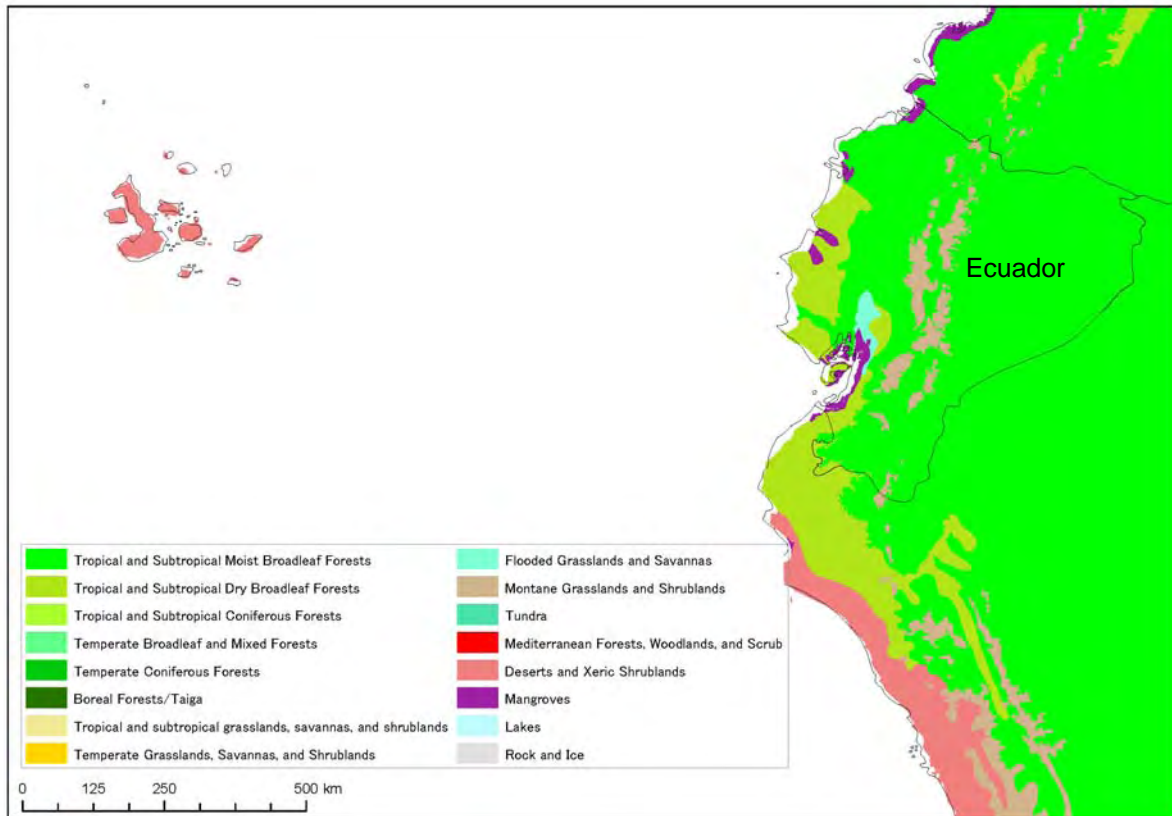 Ecuador
Tropical and Subtropical Moist Broadleaf Forests
Tropical and Subtropical Dry Broadleaf Forests
Tropical and Subtropical Coniferous Forests
Temperate Broadleaf and Mixed Forests
Temperate Coniferous Forests
Boreal Forests/Taiga
Tropical and subtropical grasslands, savannas, and shrublands
Temperate Grasslands, Savannas, and Shrublands
Flooded Grasslands and Savannas
Montane Grasslands and Shrublands
Tundra
Mediterranean Forests, Woodlands, and Scrub
Deserts and Xeric Shrublands
Mangroves
Lakes
Rock and Ice
0 125 250 500 km